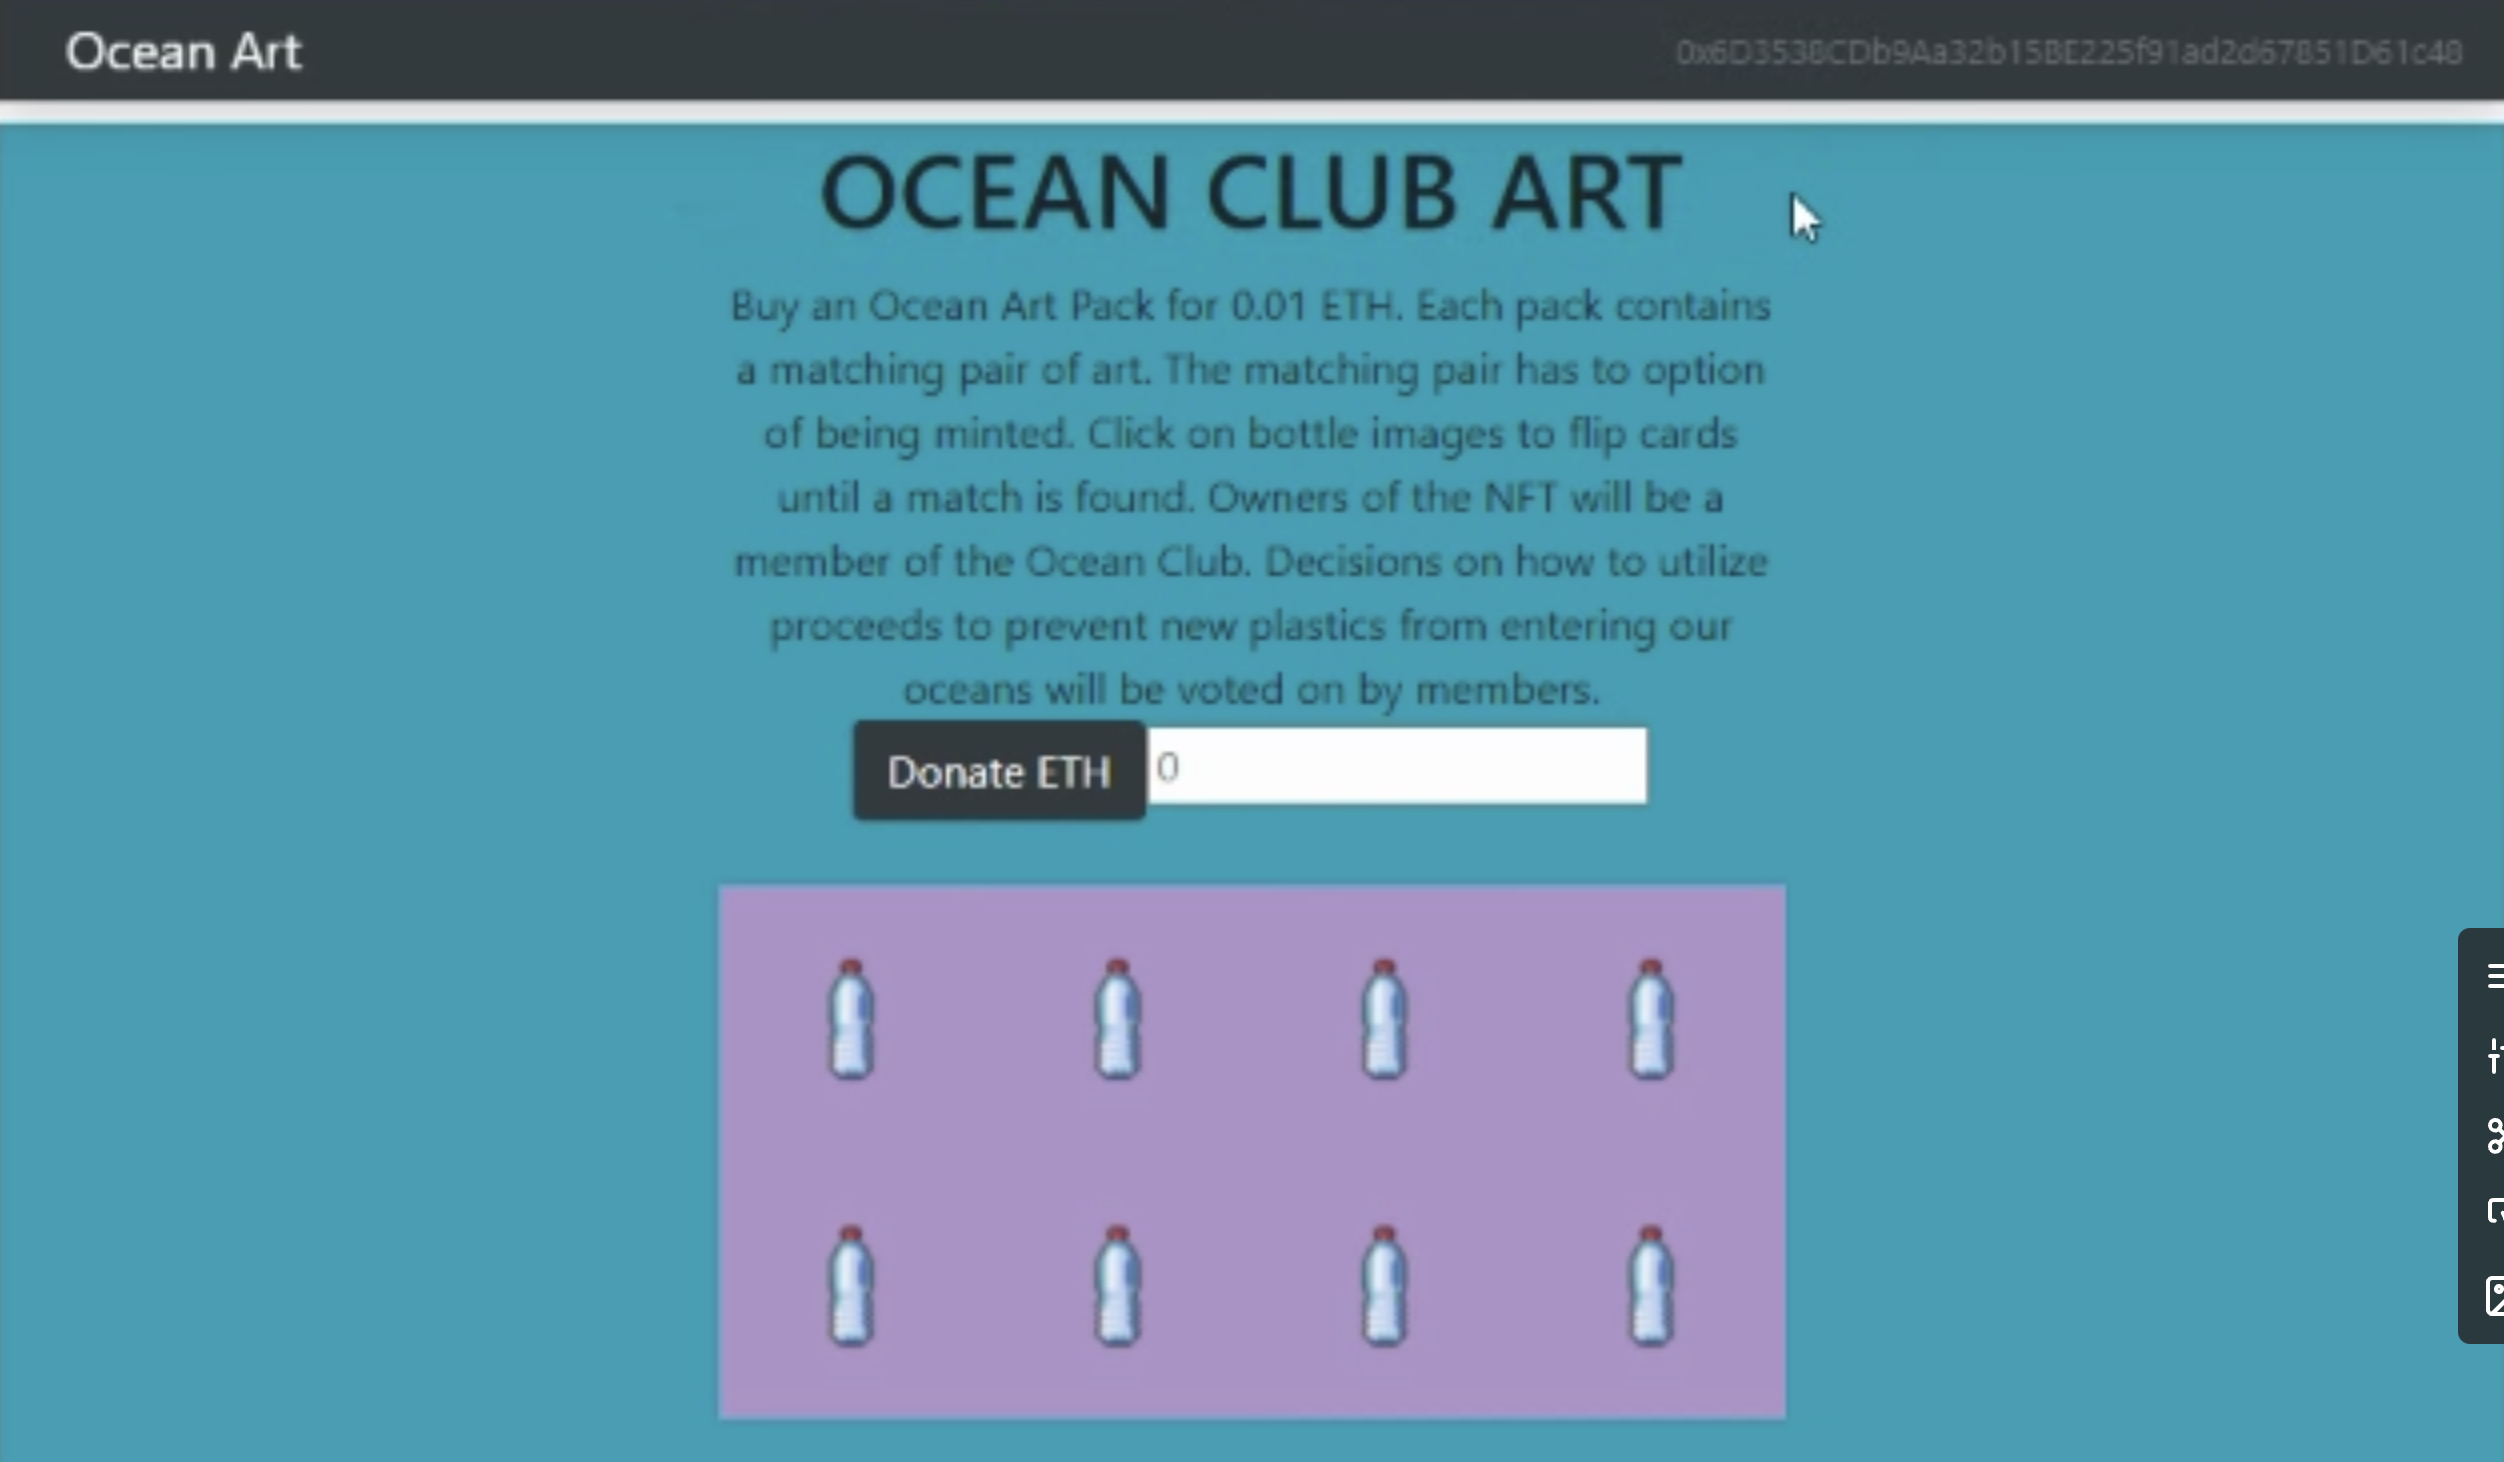 Ocean Art
0x6D3538CDb9Aa32b15BE225f91ad2d67851D61c48
OCEAN CLUB ART
Buy an Ocean Art Pack for 0.01 ETH. Each pack contains
a matching pair of art. The matching pair has to option
of being minted. Click on bottle images to flip cards
until a match is found. Owners of the NFT will be a
member of the Ocean Club. Decisions on how to utilize
proceeds to prevent new plastics from entering our
oceans will be voted on by members.
Donate ETH 0